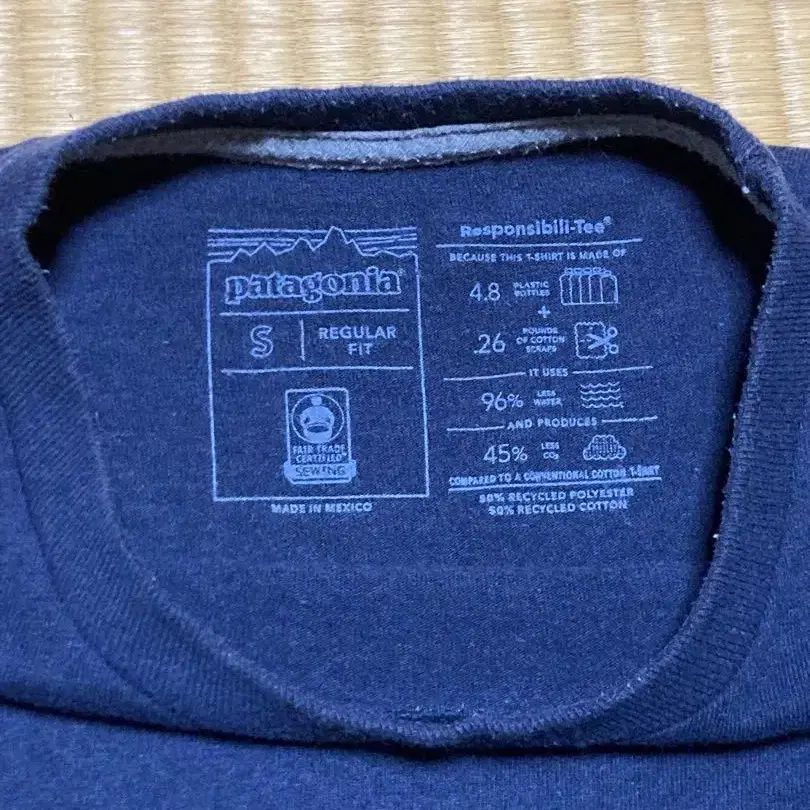 patagonia®
S
REGULAR
FIT
FAIR TRADE
CERTIFIED™
SEWING
MADE IN MEXICO
Responsibili-Tee®
BECAUSE THIS T-SHIRT IS MADE OF
4.8 PLASTIC
BOTTLES
+
.26 POUNDS
OF COTTON
SCRAPS
IT USES
96% LESS
WATER
AND PRODUCES
45% LESS
CO₂
COMPARED TO A CONVENTIONAL COTTON T-SHIRT
50% RECYCLED POLYESTER
50% RECYCLED COTTON